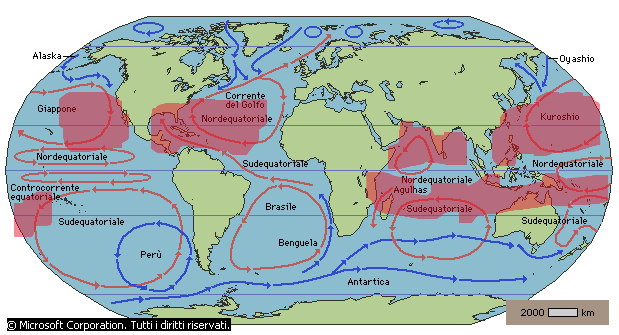 Alaska
Oyashio
Giappone
Corrente
del Golfo
Nordequatoriale
Kuroshio
Nordequatoriale
Sudequatoriale
Nordequatoriale
Nordequatoriale
Controcorrente
equatoriale
Agulhas
Sudequatoriale
Brasile
Sudequatoriale
Sudequatoriale
Perù
Benguela
Antartica
2000 km
© Microsoft Corporation. Tutti i diritti riservati.